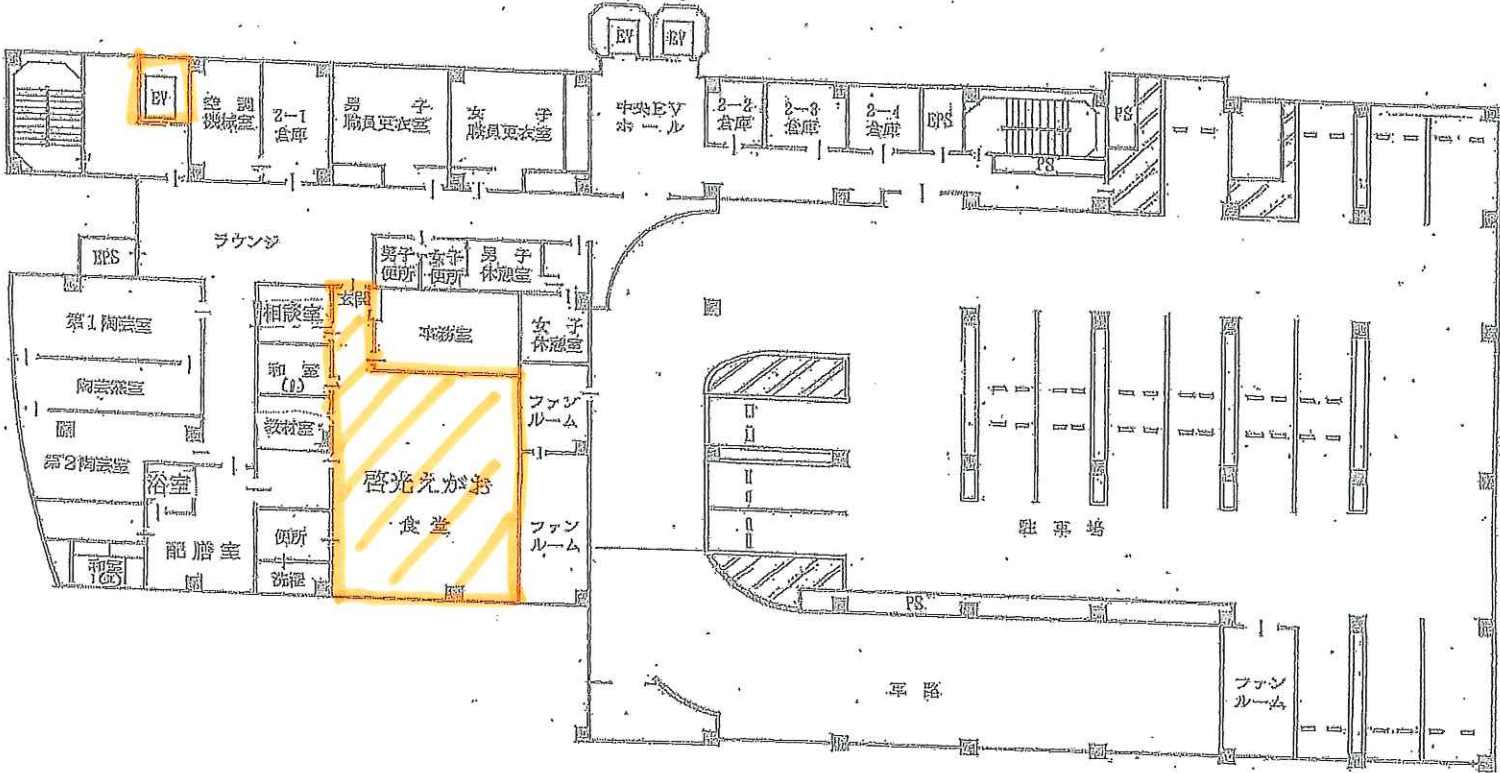 EV
EV
EV
空調
機械室
2-1
倉庫
男子
職員更衣室
女子
職員更衣室
中央EV
ホール
2-2
倉庫
2-3
倉庫
2-4
倉庫
EPS
PS
PS
ラウンジ
EPS
男子
便所
女子
便所
男子
休憩室
第1陶芸室
相談室
玄関
事務室
女子
休憩室
陶芸窯室
和室
教材室
ファン
ルーム
第2陶芸室
浴室
啓光えがお
食堂
ファン
ルーム
配膳室
便所
洗濯
和室
駐車場
PS
車路
ファン
ルーム